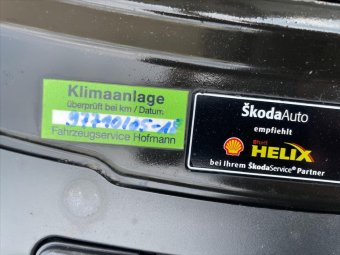 Klimaanlage
überprüft bei km / Datum:
Fahrzeugservice Hofmann
ŠkodaAuto
empfiehlt
Shell
HELIX
bei Ihrem ŠkodaService® Partner